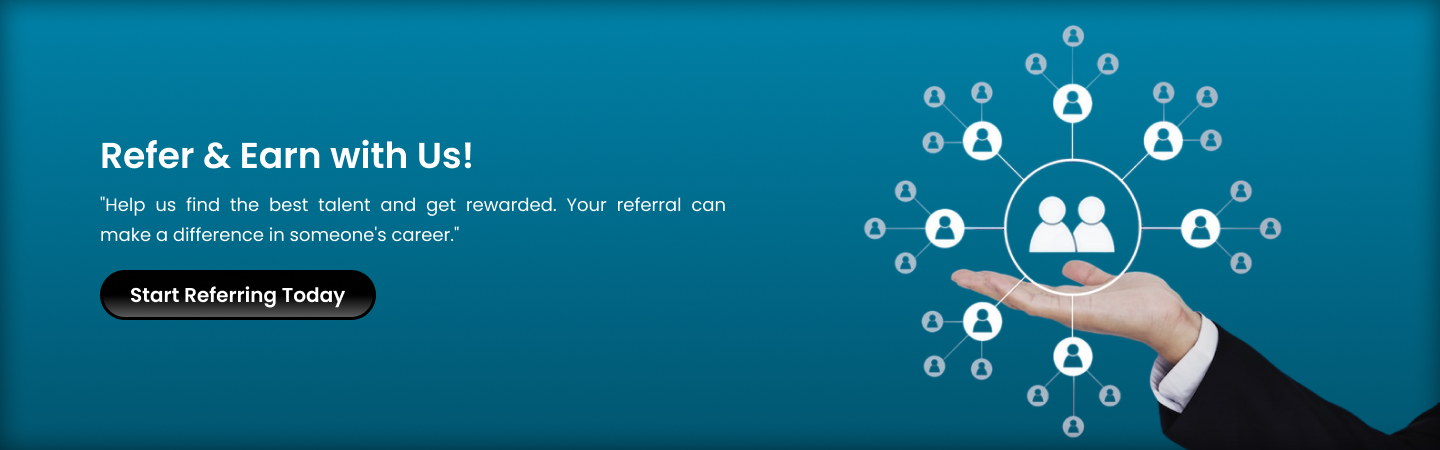 Refer & Earn with Us!
"Help us find the best talent and get rewarded. Your referral can
make a difference in someone's career."
Start Referring Today